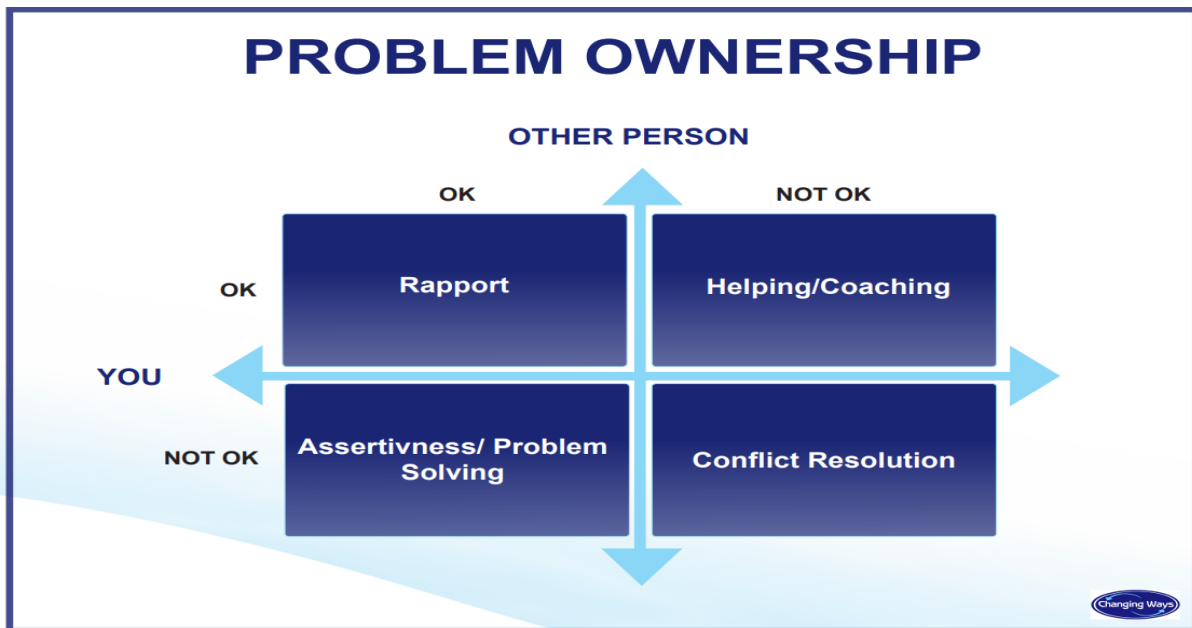 PROBLEM OWNERSHIP
OTHER PERSON
OK
NOT OK
OK
Rapport
Helping/Coaching
YOU
NOT OK
Assertivness/ Problem
Solving
Conflict Resolution
Changing Ways